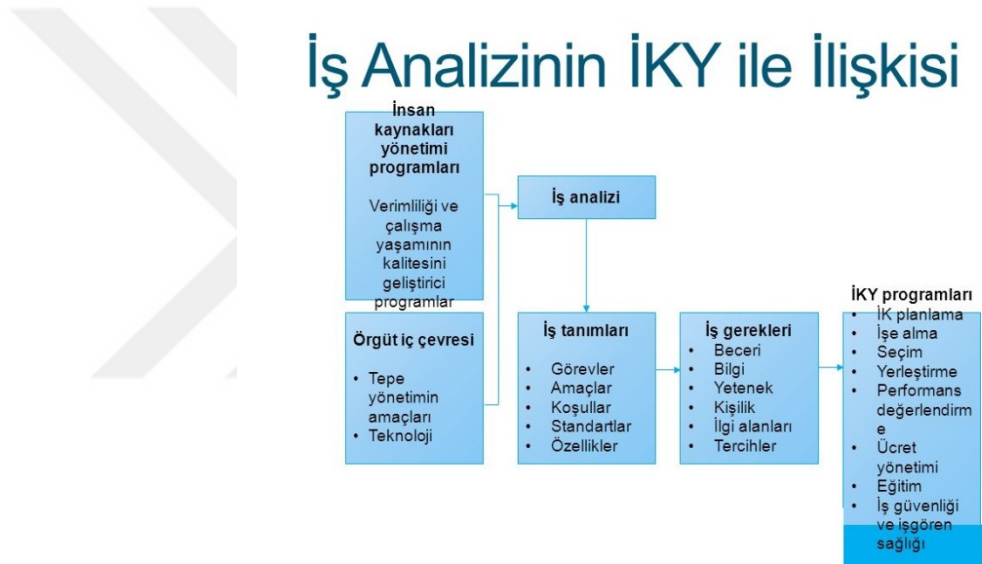 İş Analizinin İKY ile İlişkisi
İnsan
kaynakları
yönetimi
programları
Verimliliği ve
çalışma
yaşamının
kalitesini
geliştirici
programlar
İş analizi
Örgüt iç çevresi
• Tepe
yönetimin
amaçları
• Teknoloji
İş tanımları
• Görevler
• Amaçlar
• Koşullar
• Standartlar
• Özellikler
İş gerekleri
• Beceri
• Bilgi
• Yetenek
• Kişilik
• İlgi alanları
• Tercihler
İKY programları
• İK planlama
• İşe alma
• Seçim
• Yerleştirme
• Performans
değerlendirm
e
• Ücret
yönetimi
• Eğitim
• İş güvenliği
ve işgören
sağlığı